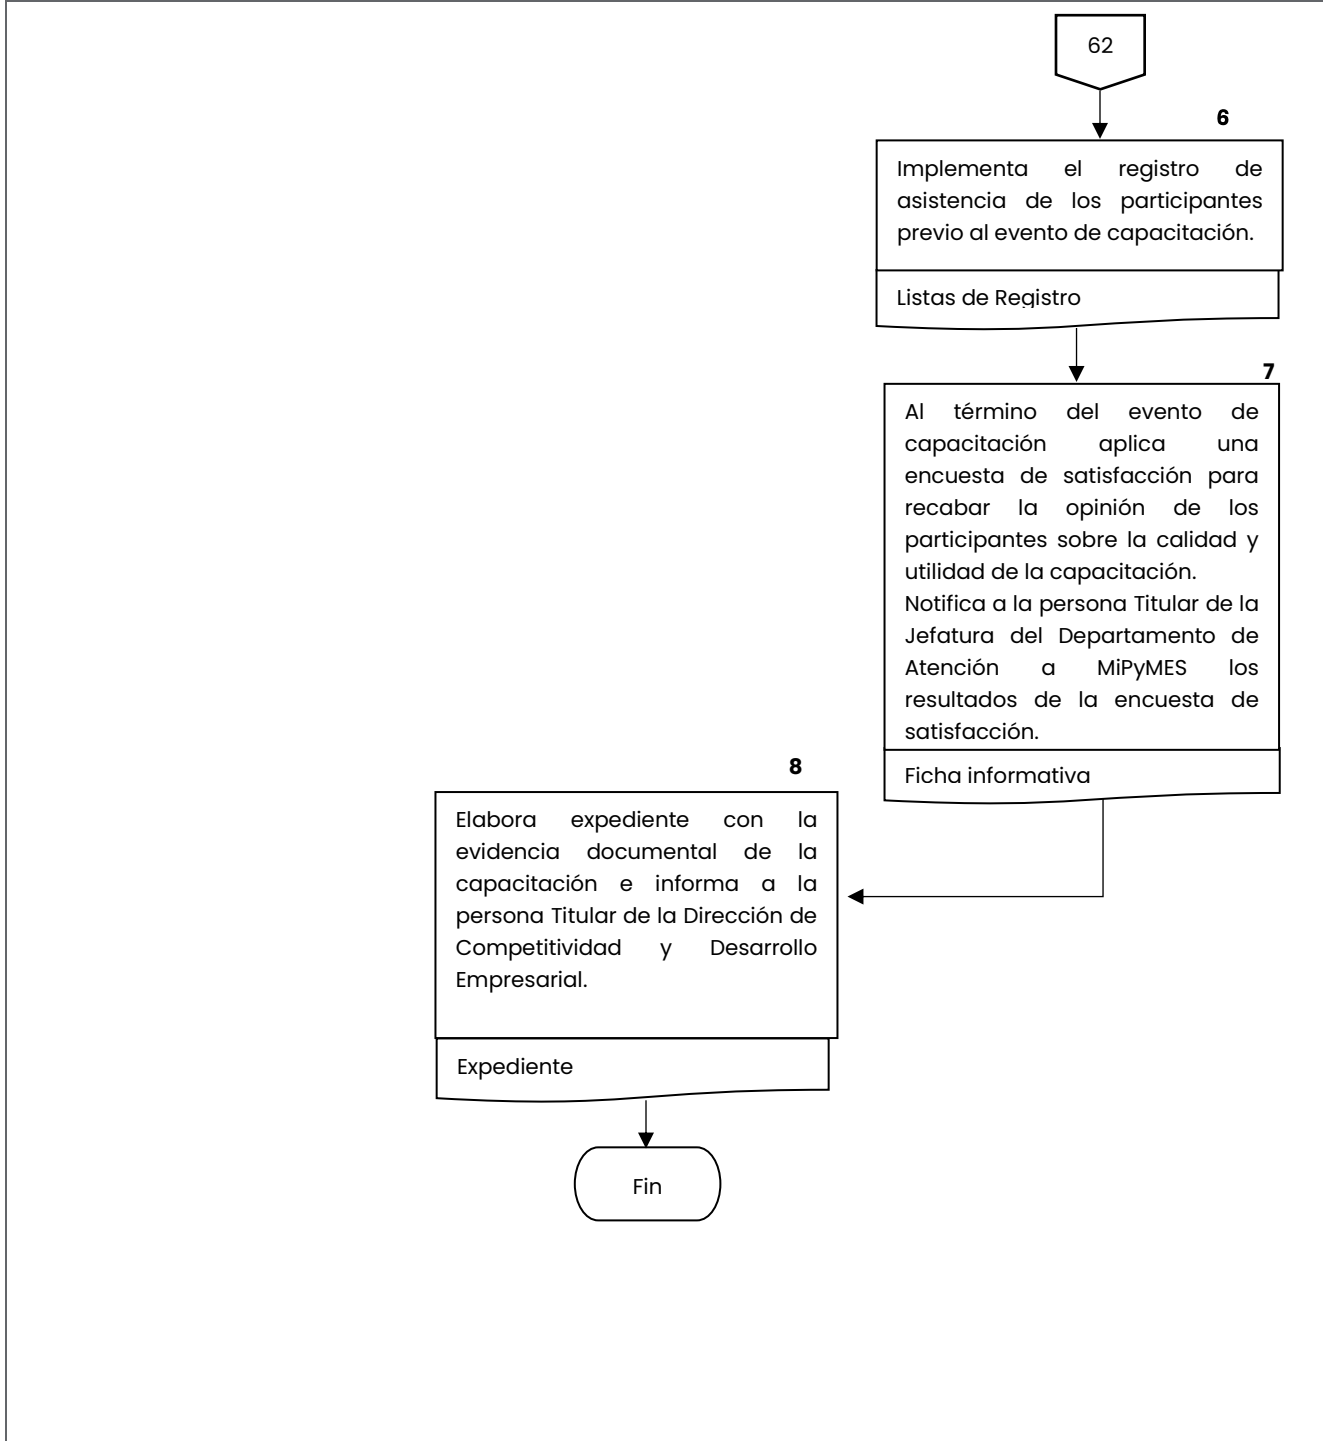 62
6
Implementa el registro de
asistencia de los participantes
previo al evento de capacitación.
Listas de Registro
7
Al término del evento de
capacitación aplica una
encuesta de satisfacción para
recabar la opinión de los
participantes sobre la calidad y
utilidad de la capacitación.
Notifica a la persona Titular de la
Jefatura del Departamento de
Atención a MiPyMES los
resultados de la encuesta de
satisfacción.
Ficha informativa
8
Elabora expediente con la
evidencia documental de la
capacitación e informa a la
persona Titular de la Dirección de
Competitividad y Desarrollo
Empresarial.
Expediente
Fin